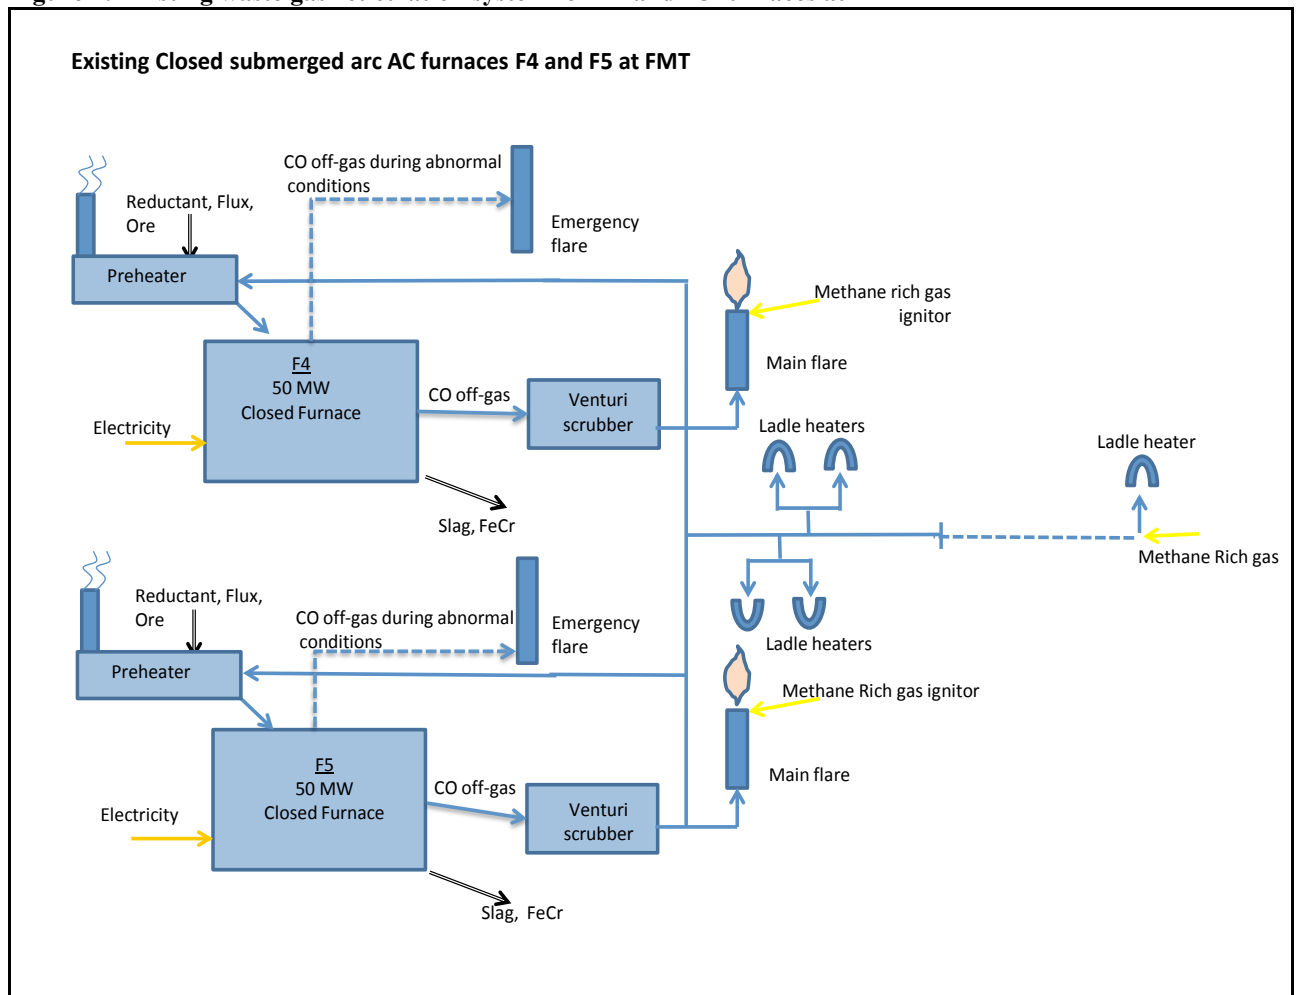 Existing Closed submerged arc AC furnaces F4 and F5 at FMT
CO off-gas during abnormal
conditions
Reductant, Flux,
Ore
Emergency
flare
Preheater
Methane rich gas
ignitor
F4
50 MW
Closed Furnace
Main flare
CO off-gas
Venturi
scrubber
Electricity
Ladle heaters
Ladle heater
Slag, FeCr
Methane Rich gas
Reductant, Flux,
Ore
CO off-gas during abnormal
conditions
Emergency
flare
Ladle heaters
Preheater
Methane Rich gas ignitor
F5
50 MW
Closed Furnace
Main flare
CO off-gas
Venturi
scrubber
Electricity
Slag, FeCr